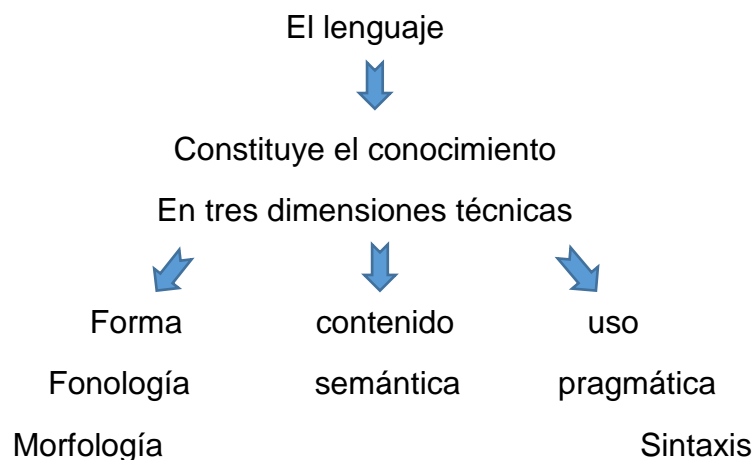 El lenguaje
Constituye el conocimiento
En tres dimensiones técnicas
Forma contenido uso
Fonología semántica pragmática
Morfología Sintaxis